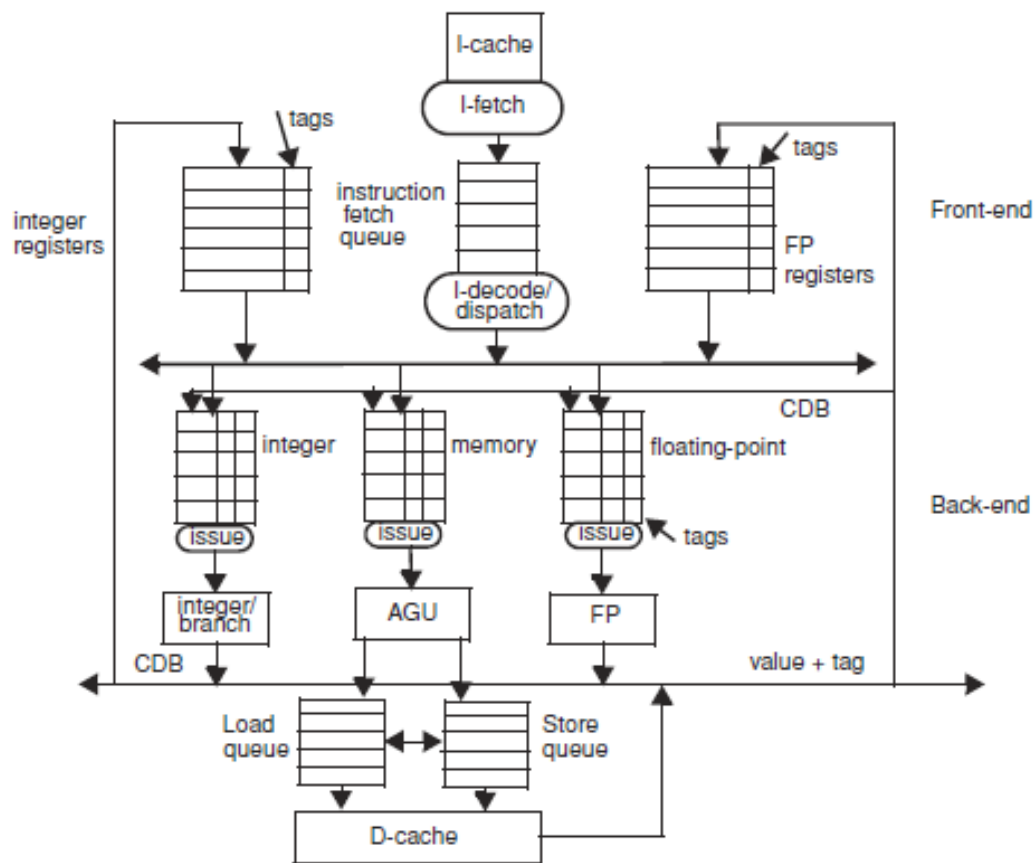 I-cache
I-fetch
tags
tags
integer
registers
instruction
fetch
queue
Front-end
FP
registers
I-decode/
dispatch
CDB
integer
memory
floating-point
Back-end
issue
issue
issue
tags
integer/
branch
AGU
FP
CDB
value + tag
Load
queue
Store
queue
D-cache